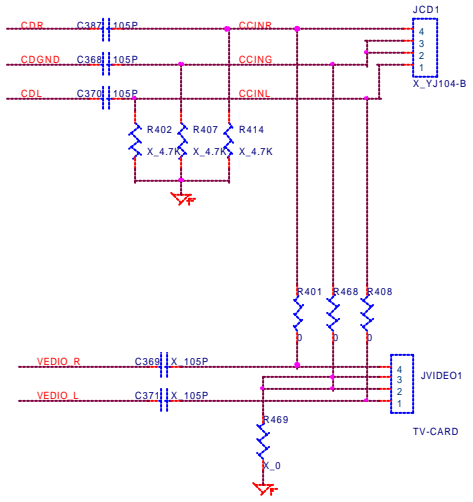 JCD1
CDR C387 105P CCINR 4
3
CDGND C368 105P CCING 2
1
CDL C370 105P CCINL
X_YJ104-B
R402 R407 R414
X_4.7K X_4.7K X_4.7K
F
R401 R468 R408
0 0 0
VEDIO_R C369 X_105P 4
3
JVIDEO1
2
VEDIO_L C371 X_105P 1
R469
TV-CARD
X_0
F